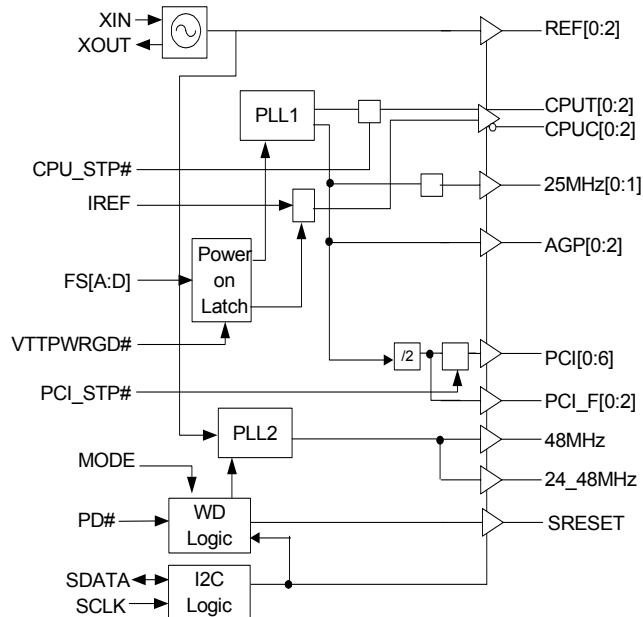 XIN
XOUT
REF[0:2]
PLL1
CPUT[0:2]
CPUC[0:2]
CPU_STP#
25MHz[0:1]
IREF
AGP[0:2]
Power
on
Latch
FS[A:D]
VTTPWRGD#
/2
PCI[0:6]
PCI_STP#
PCI_F[0:2]
PLL2
48MHz
MODE
24_48MHz
PD#
WD
Logic
SRESET
SDATA
SCLK
I2C
Logic